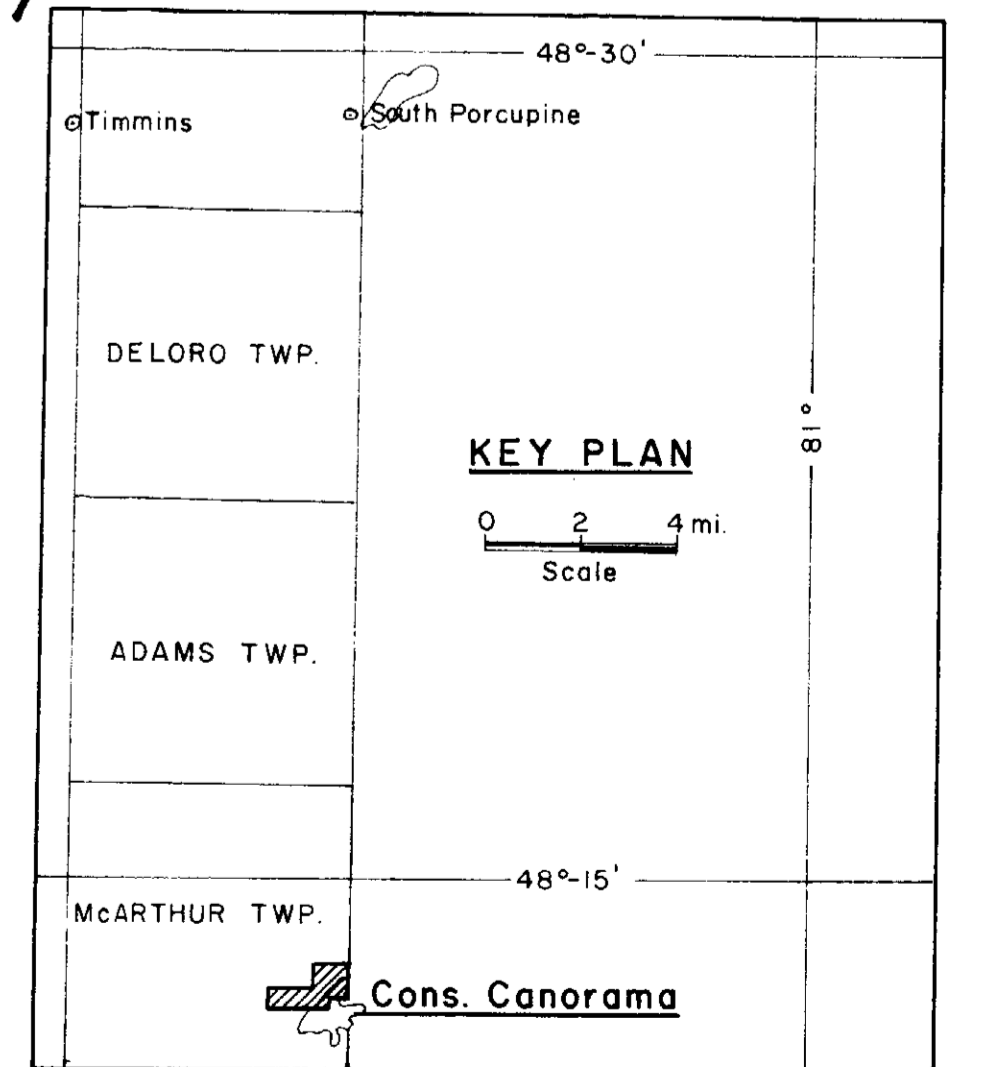 48°-30'
Timmins
South Porcupine
DELORO TWP.
81°
KEY PLAN
0 2 4 mi.
Scale
ADAMS TWP.
48°-15'
McARTHUR TWP.
Cons. Canorama